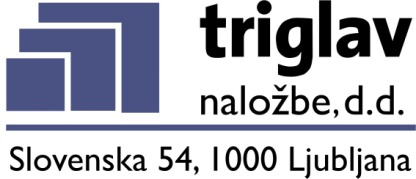 triglav
naložbe, d.d.
Slovenska 54, 1000 Ljubljana